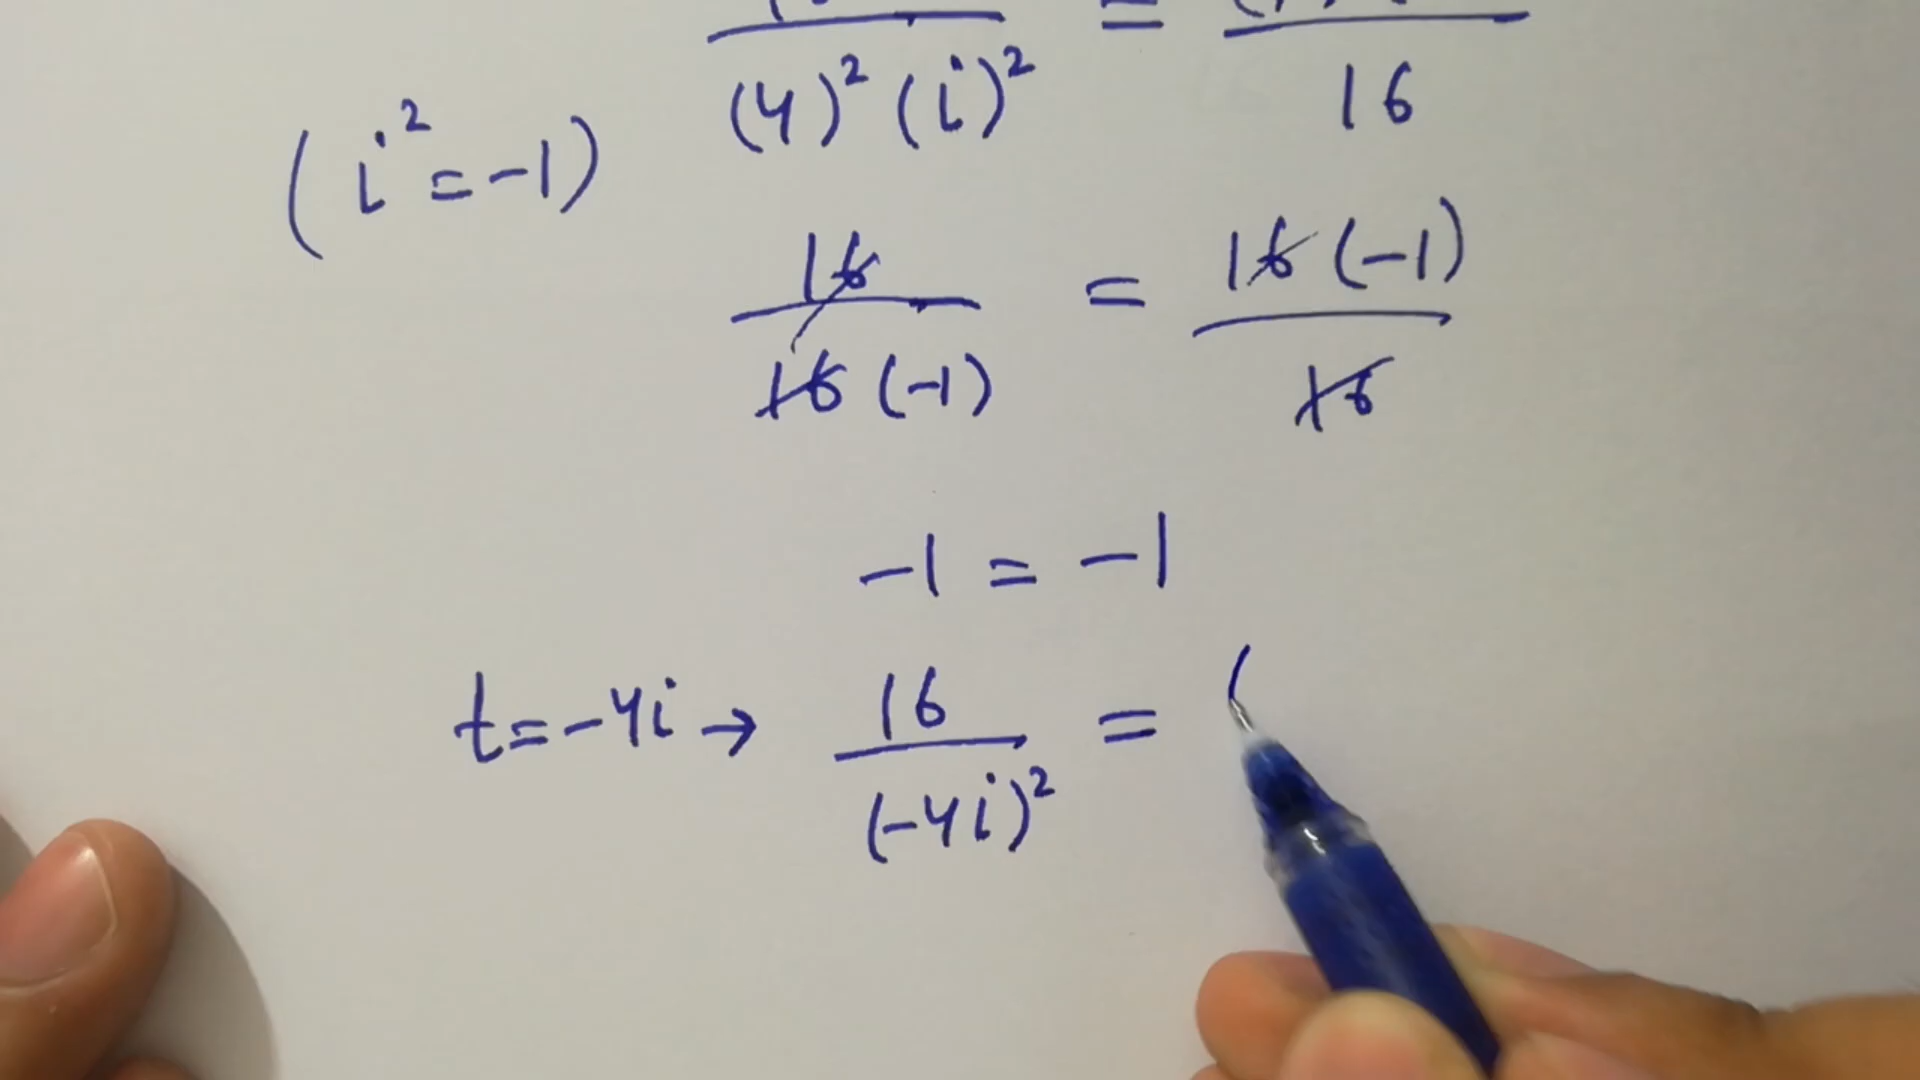 (4)² (i)² = 16
( i² = -1)
16 / 16 (-1) = 16 (-1) / 16
-1 = -1
t = -4i → 16 / (-4i)² = (